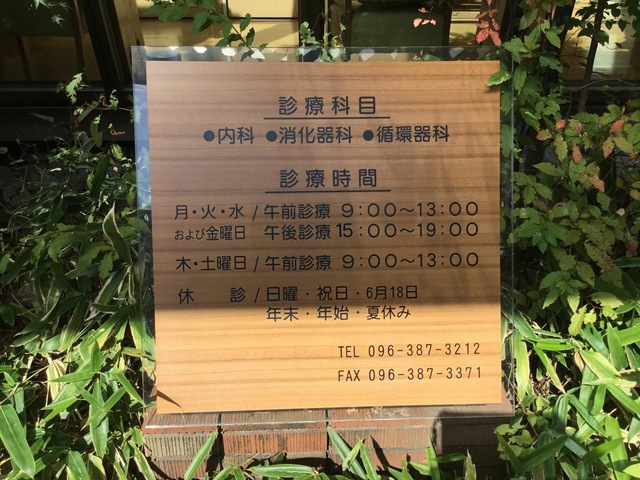 診療科目
●内科 ●消化器科 ●循環器科
診療時間
月・火・水 / 午前診療 9:00〜13:00
および金曜日 午後診療 15:00〜19:00
木・土曜日 / 午前診療 9:00〜13:00
休 診 / 日曜・祝日・6月18日
年末・年始・夏休み
TEL 096-387-3212
FAX 096-387-3371